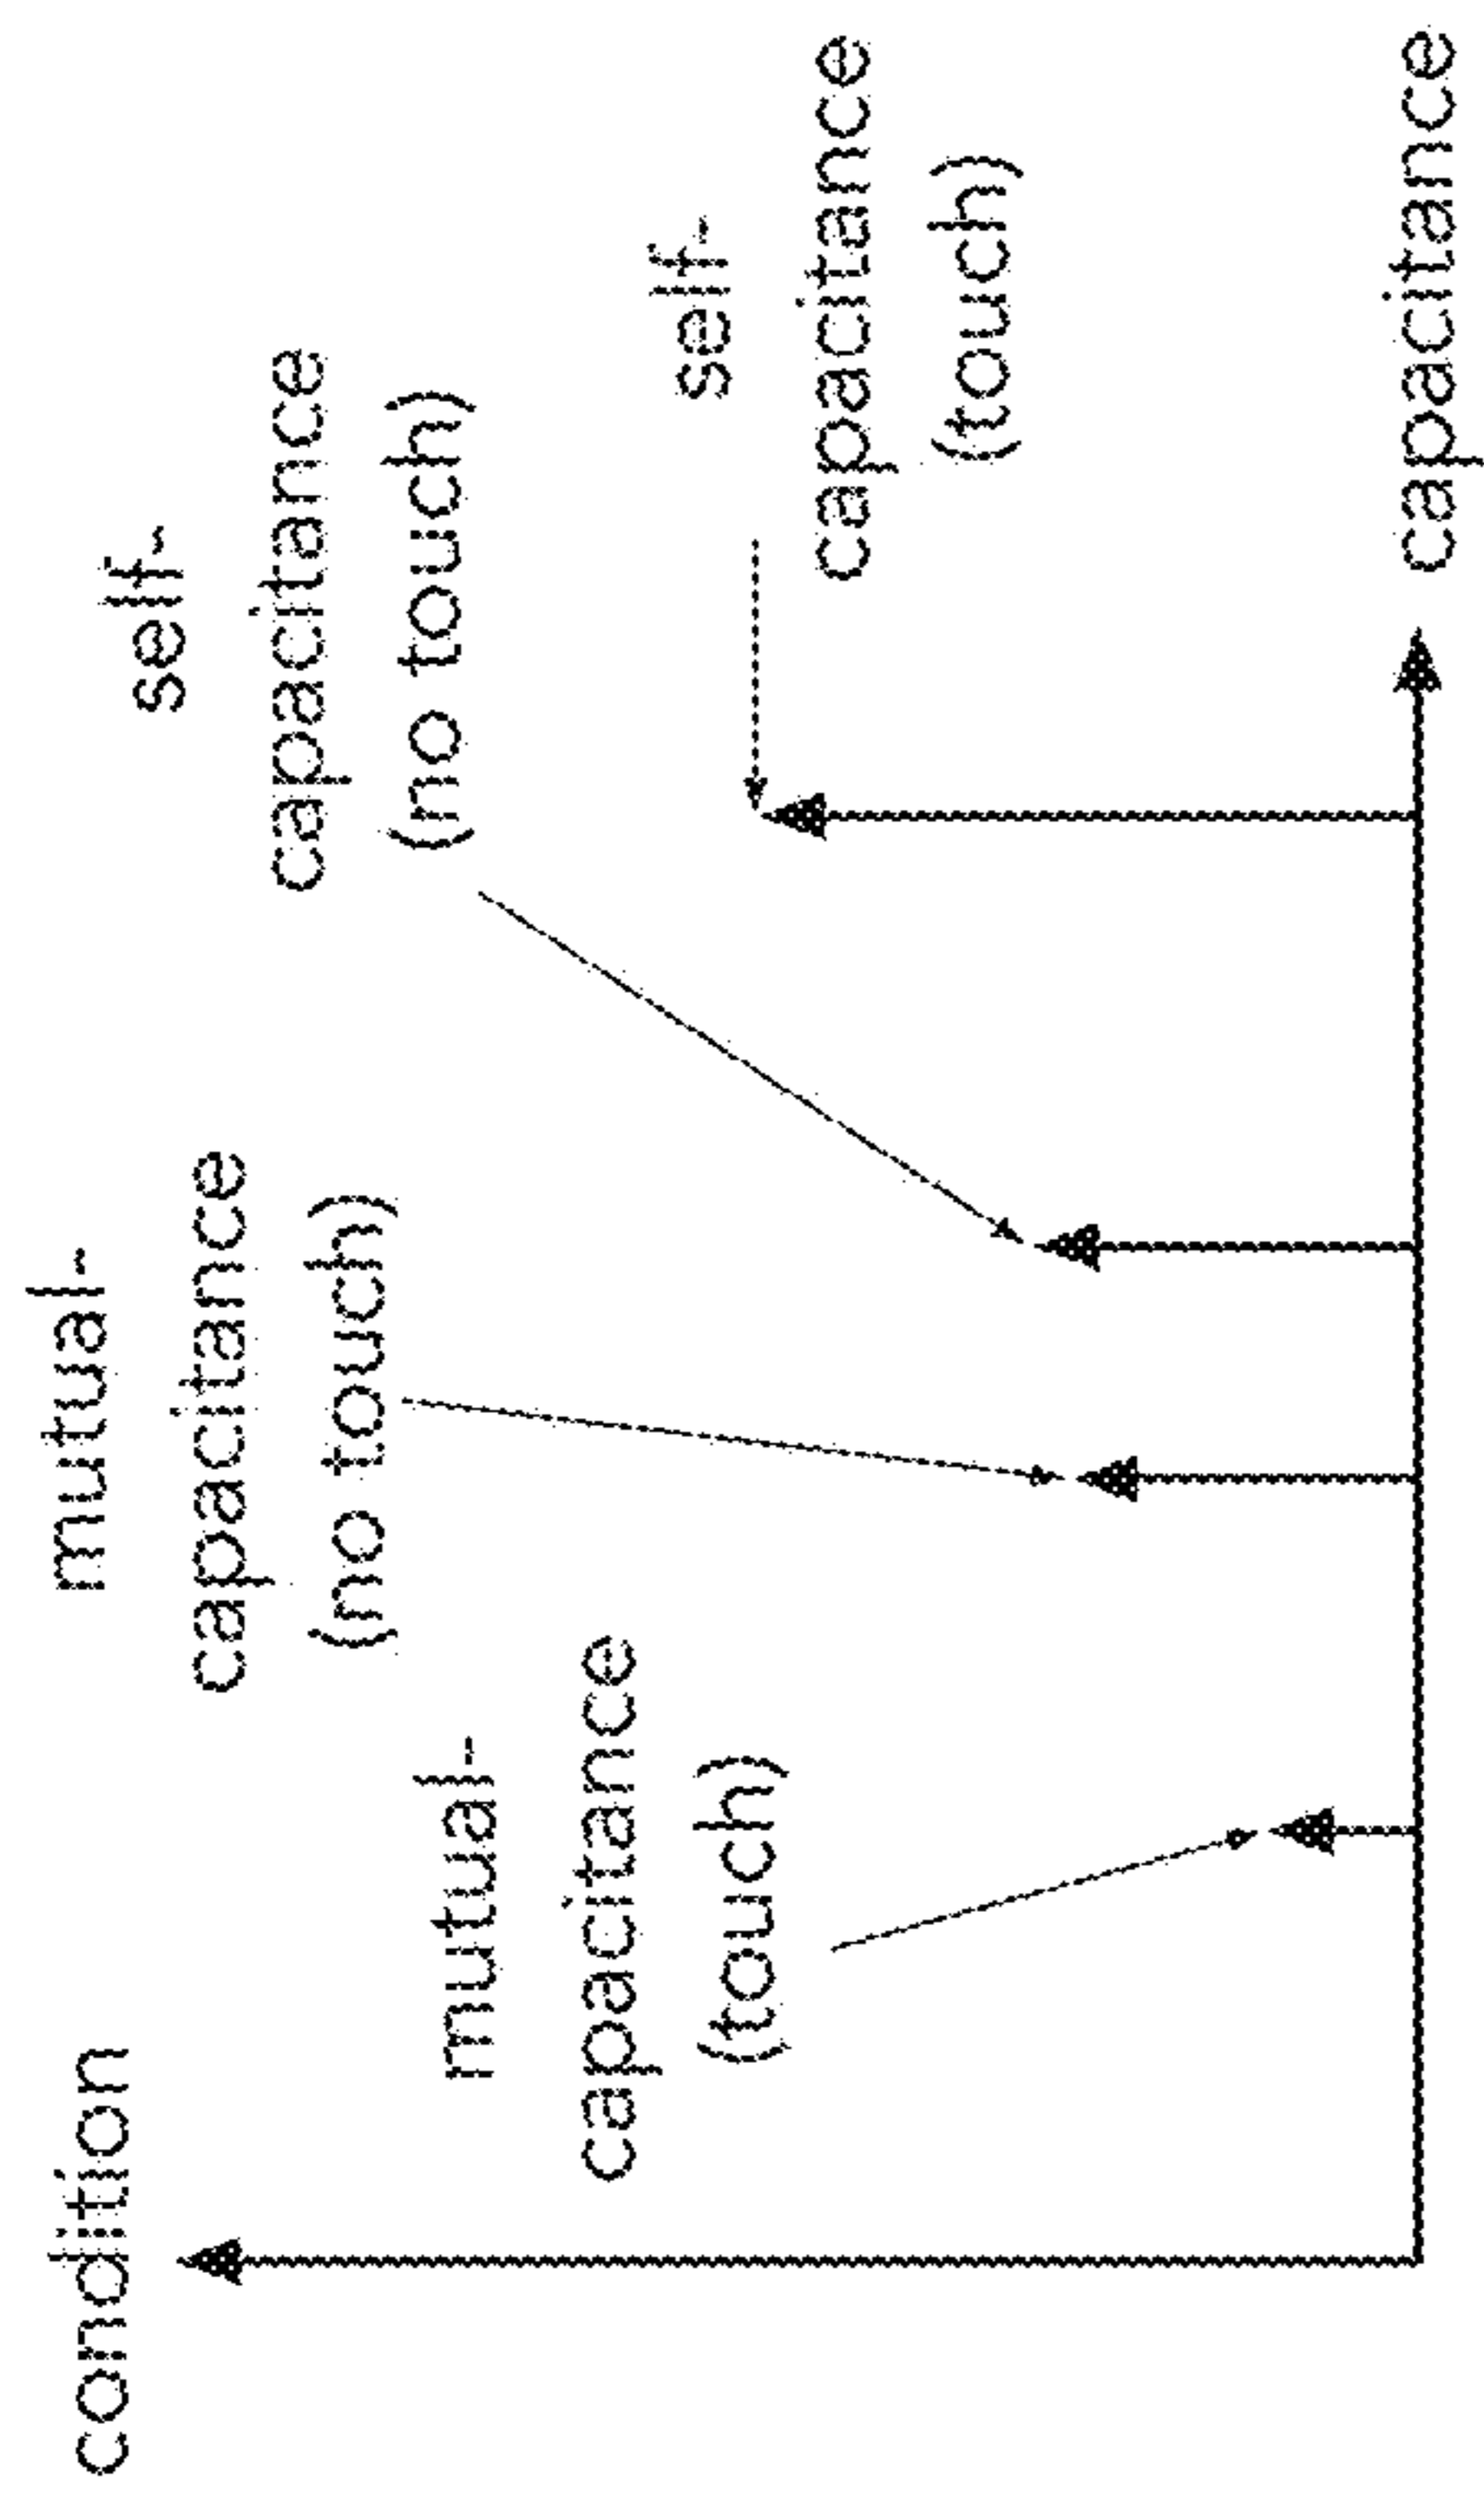 condition
mutual-
capacitance
(touch)
mutual-
capacitance
(no touch)
self-
capacitance
(no touch)
self-
capacitance
(touch)
capacitance